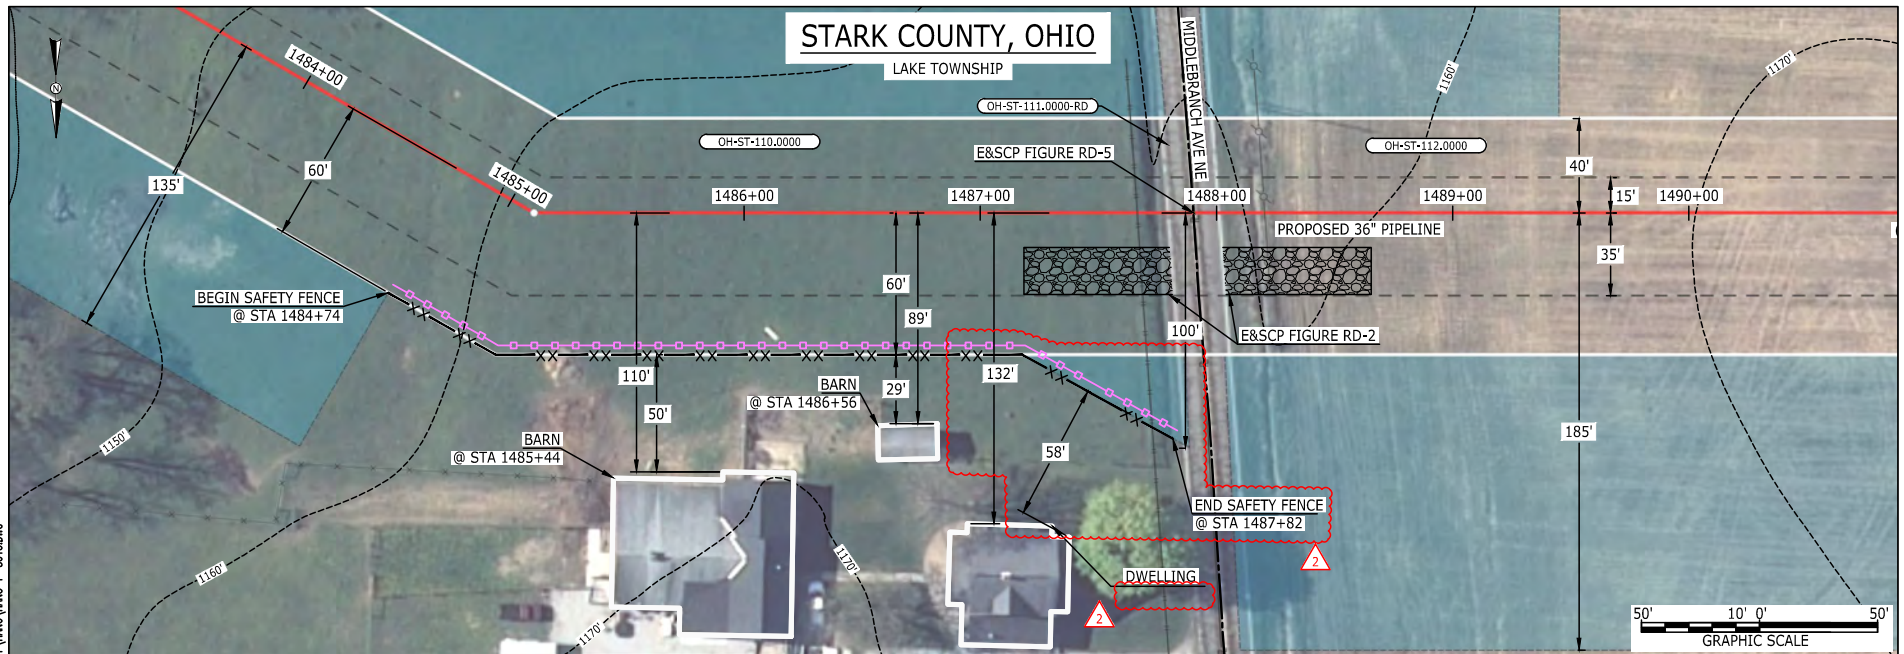 STARK COUNTY, OHIO
LAKE TOWNSHIP
N
1484+00
1485+00
1486+00
1487+00
1488+00
1489+00
1490+00
OH-ST-110.0000
OH-ST-111.0000-RD
OH-ST-112.0000
MIDDLEBRANCH AVE NE
E&SCP FIGURE RD-5
PROPOSED 36" PIPELINE
E&SCP FIGURE RD-2
1160'
1170'
135'
60'
40'
15'
35'
185'
60'
89'
29'
110'
50'
132'
100'
58'
BEGIN SAFETY FENCE
@ STA 1484+74
BARN
@ STA 1486+56
BARN
@ STA 1485+44
END SAFETY FENCE
@ STA 1487+82
DWELLING
2
2
1150'
1160'
1170'
1170'
50' 10' 0' 50'
GRAPHIC SCALE